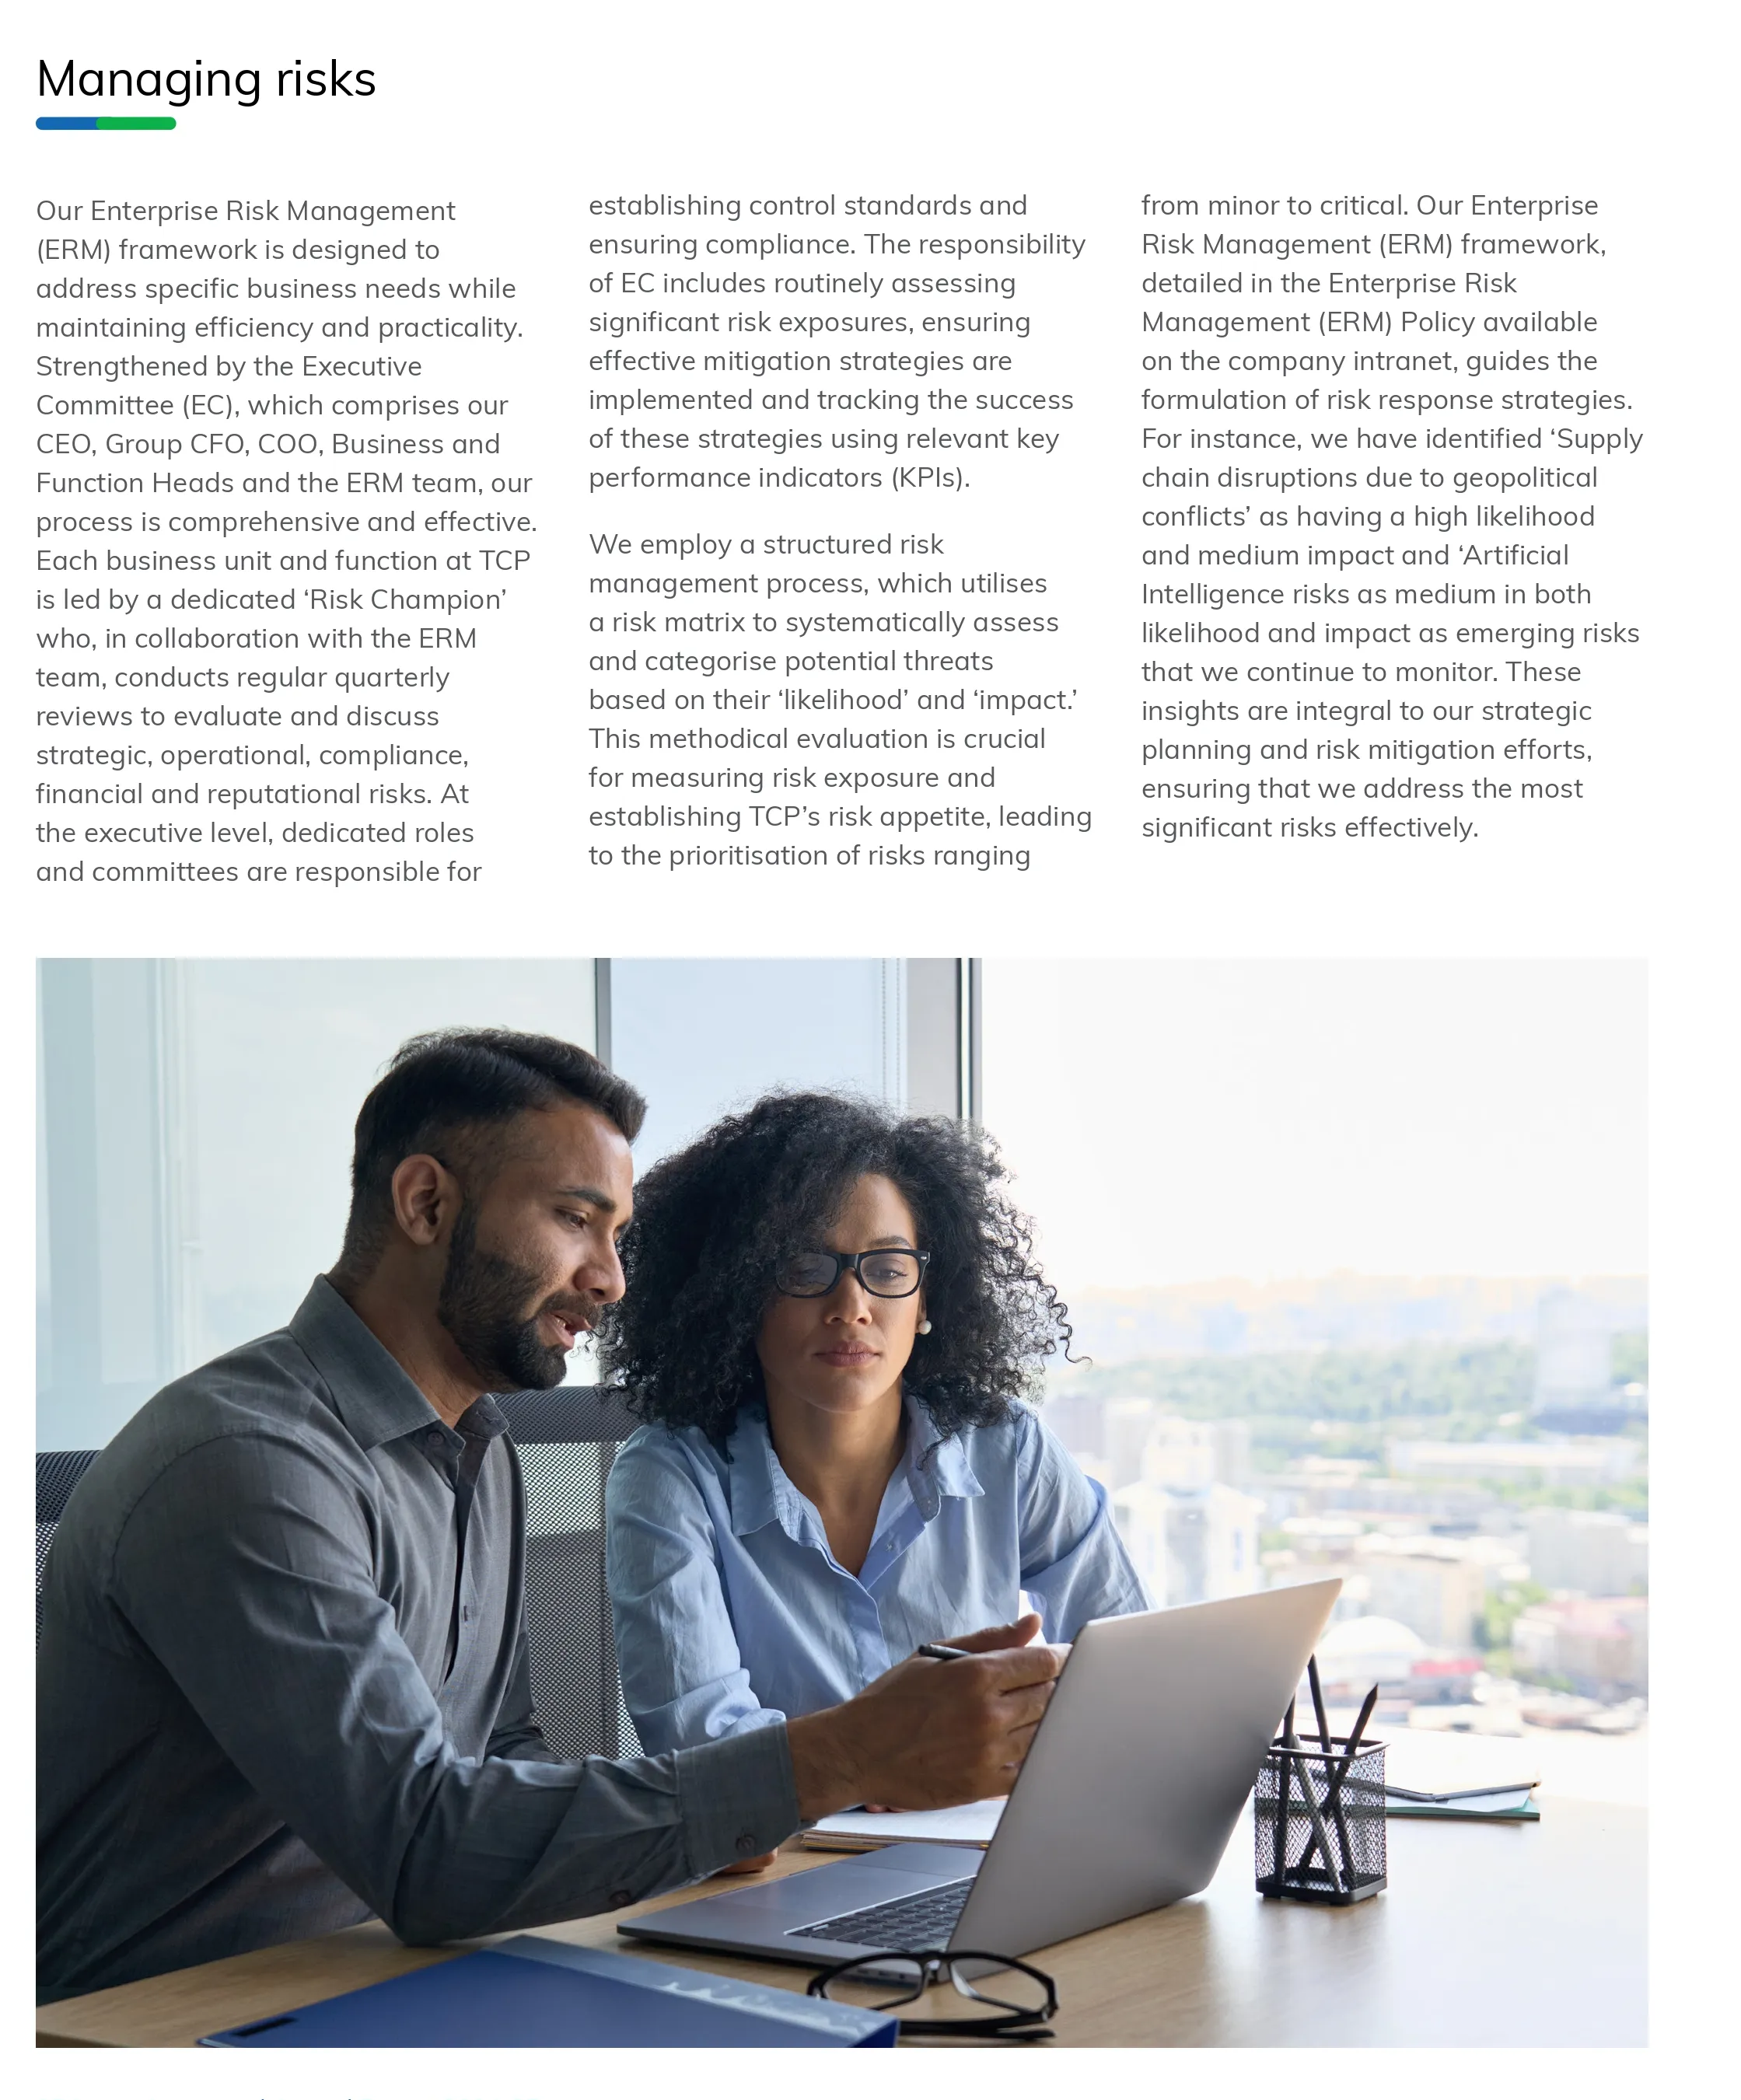 Managing risks
Our Enterprise Risk Management
(ERM) framework is designed to
address specific business needs while
maintaining efficiency and practicality.
Strengthened by the Executive
Committee (EC), which comprises our
CEO, Group CFO, COO, Business and
Function Heads and the ERM team, our
process is comprehensive and effective.
Each business unit and function at TCP
is led by a dedicated ‘Risk Champion’
who, in collaboration with the ERM
team, conducts regular quarterly
reviews to evaluate and discuss
strategic, operational, compliance,
financial and reputational risks. At
the executive level, dedicated roles
and committees are responsible for
establishing control standards and
ensuring compliance. The responsibility
of EC includes routinely assessing
significant risk exposures, ensuring
effective mitigation strategies are
implemented and tracking the success
of these strategies using relevant key
performance indicators (KPIs).
We employ a structured risk
management process, which utilises
a risk matrix to systematically assess
and categorise potential threats
based on their ‘likelihood’ and ‘impact.’
This methodical evaluation is crucial
for measuring risk exposure and
establishing TCP’s risk appetite, leading
to the prioritisation of risks ranging
from minor to critical. Our Enterprise
Risk Management (ERM) framework,
detailed in the Enterprise Risk
Management (ERM) Policy available
on the company intranet, guides the
formulation of risk response strategies.
For instance, we have identified ‘Supply
chain disruptions due to geopolitical
conflicts’ as having a high likelihood
and medium impact and ‘Artificial
Intelligence risks as medium in both
likelihood and impact as emerging risks
that we continue to monitor. These
insights are integral to our strategic
planning and risk mitigation efforts,
ensuring that we address the most
significant risks effectively.